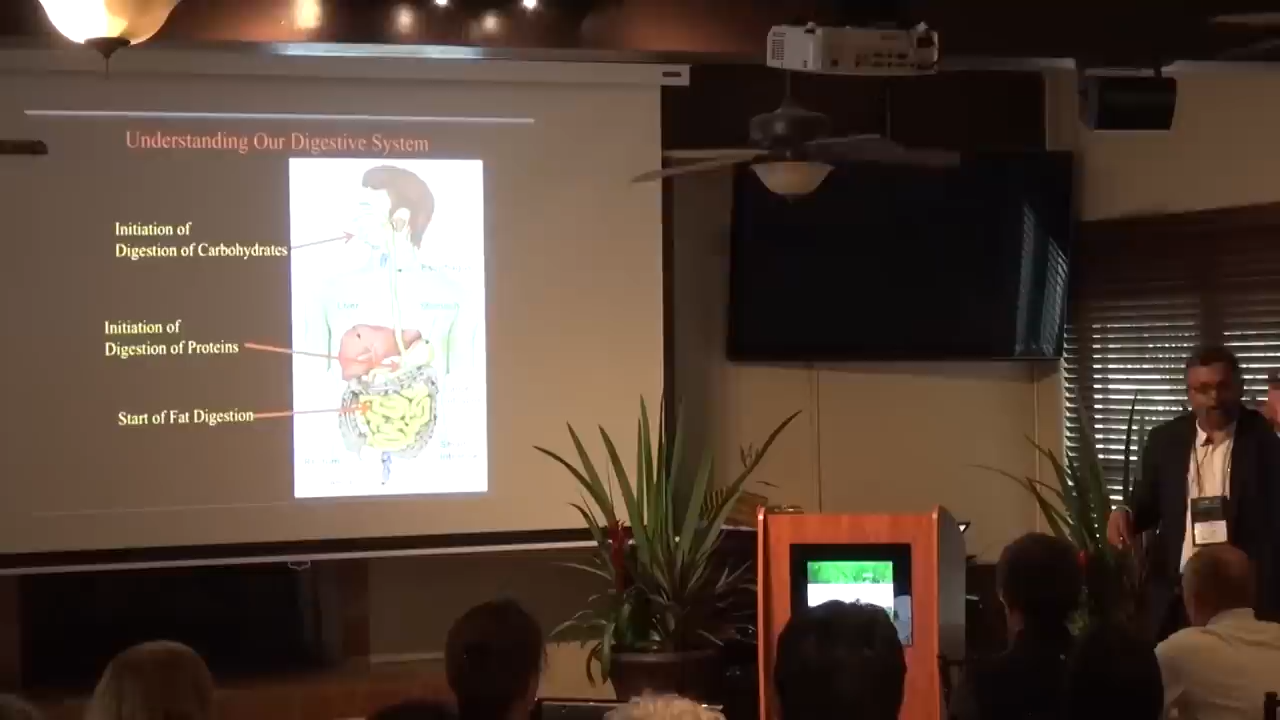 Understanding Our Digestive System
Initiation of
Digestion of Carbohydrates
Initiation of
Digestion of Proteins
Start of Fat Digestion